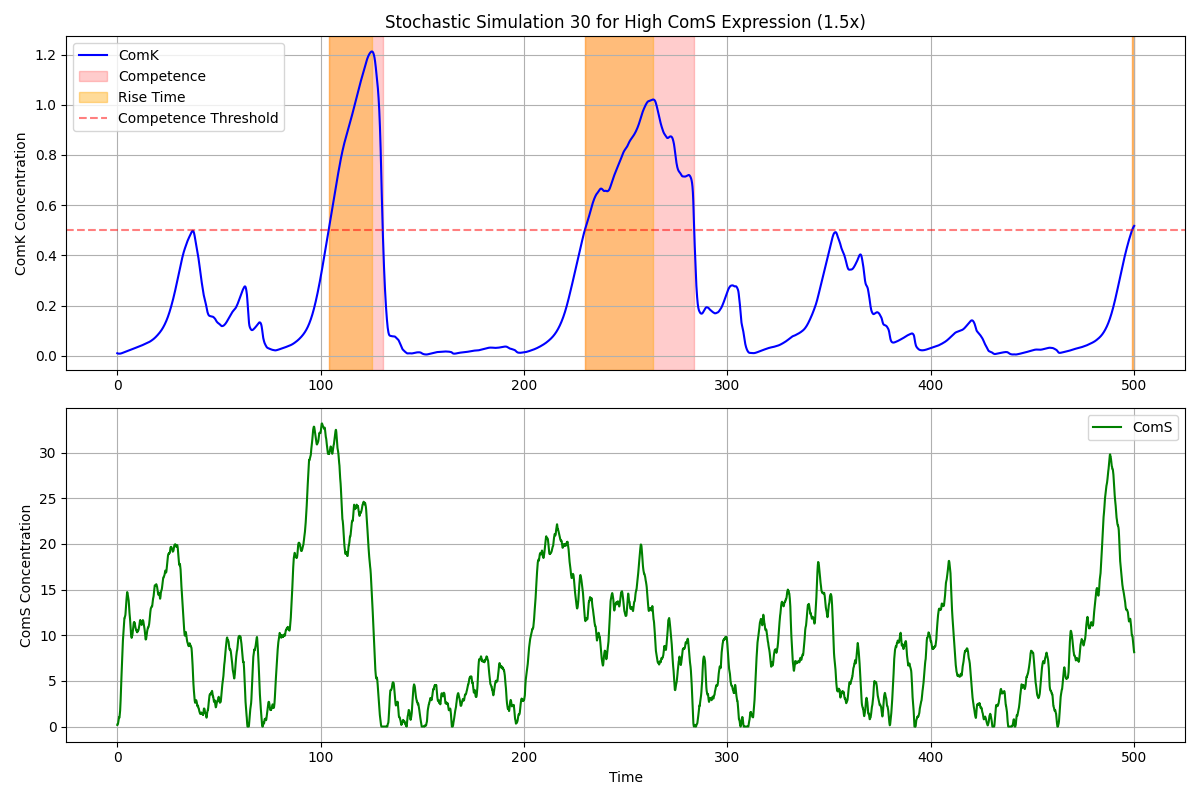 Stochastic Simulation 30 for High ComS Expression (1.5x)
ComK
Competence
Rise Time
Competence Threshold
ComK Concentration
1.2
1.0
0.8
0.6
0.4
0.2
0.0
0 100 200 300 400 500
ComS
ComS Concentration
30
25
20
15
10
5
0
0 100 200 300 400 500
Time